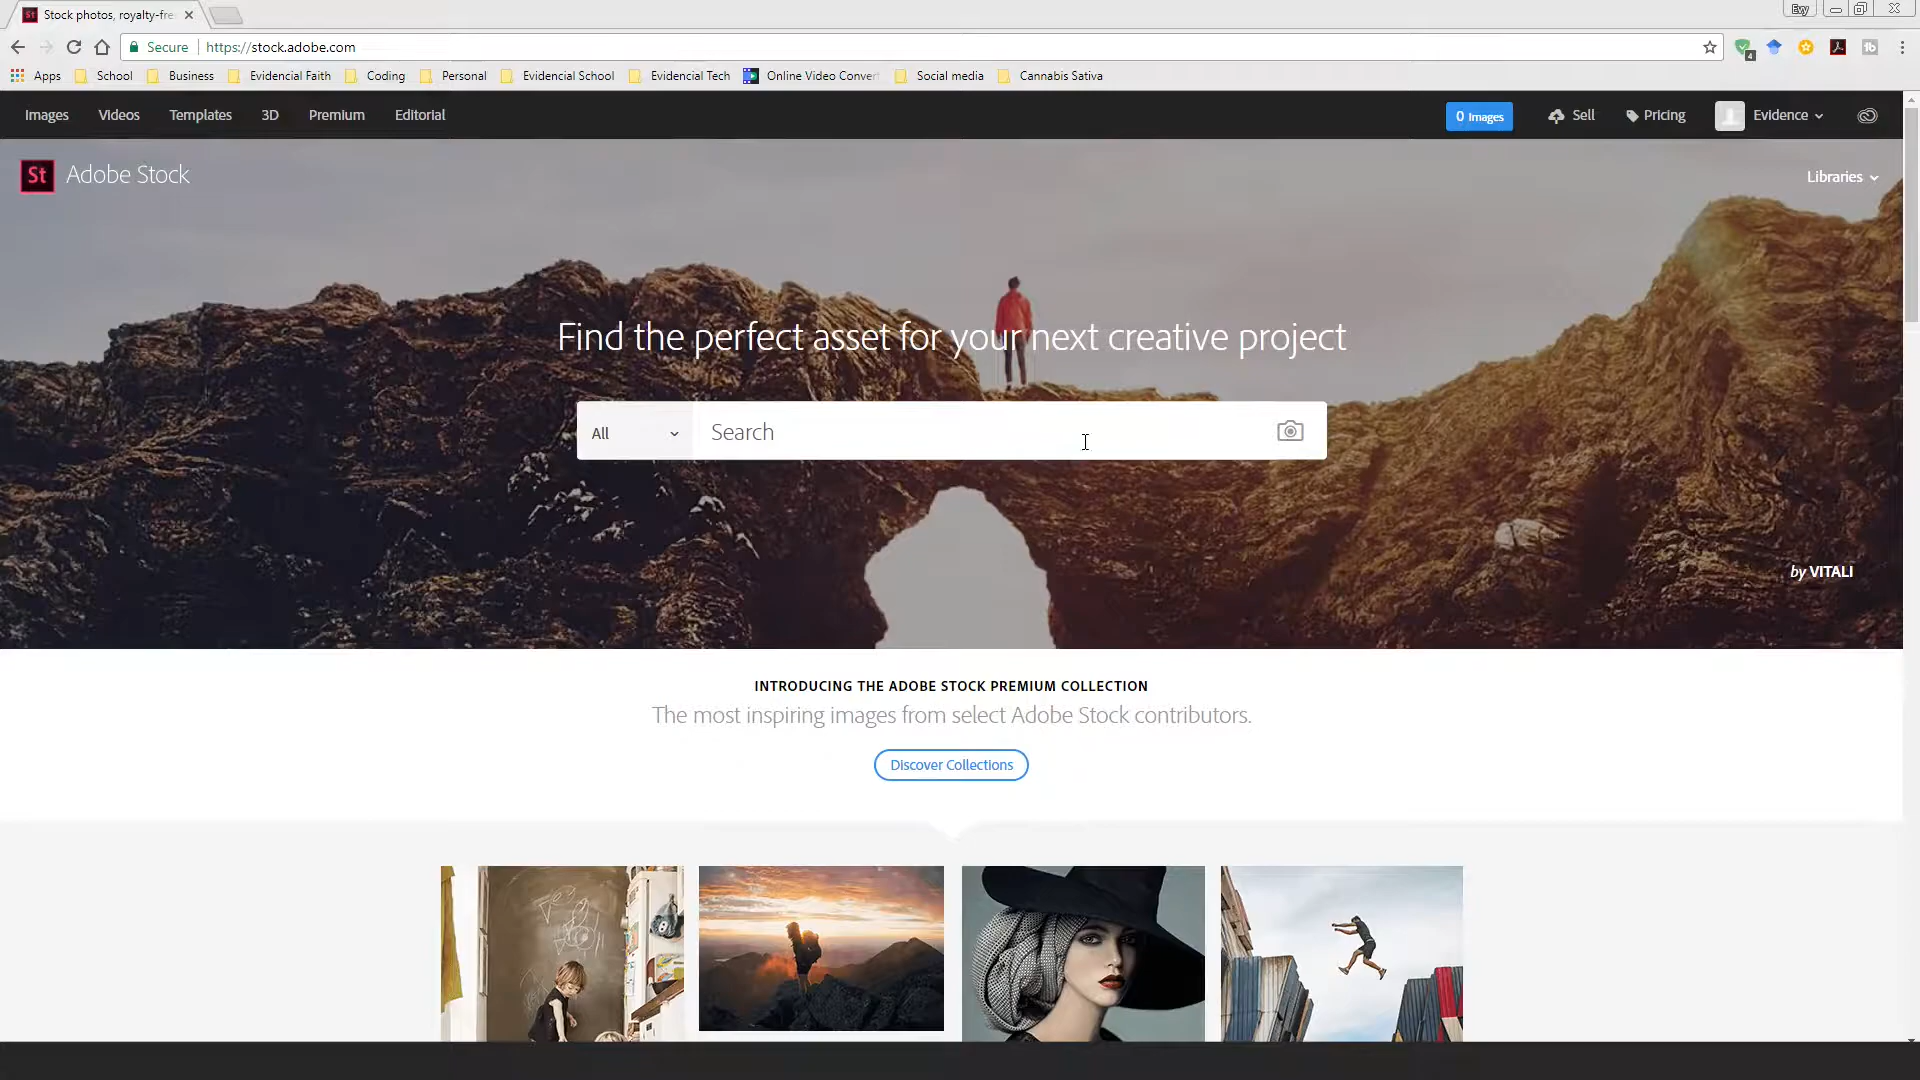 Stock photos, royalty-fre
Evy
Secure https://stock.adobe.com
4
Apps School Business Evidencial Faith Coding Personal Evidencial School Evidencial Tech Online Video Conver Social media Cannabis Sativa
Images Videos Templates 3D Premium Editorial 0 Images Sell Pricing Evidence
St Adobe Stock
Libraries
Find the perfect asset for your next creative project
All Search
by VITALI
INTRODUCING THE ADOBE STOCK PREMIUM COLLECTION
The most inspiring images from select Adobe Stock contributors.
Discover Collections